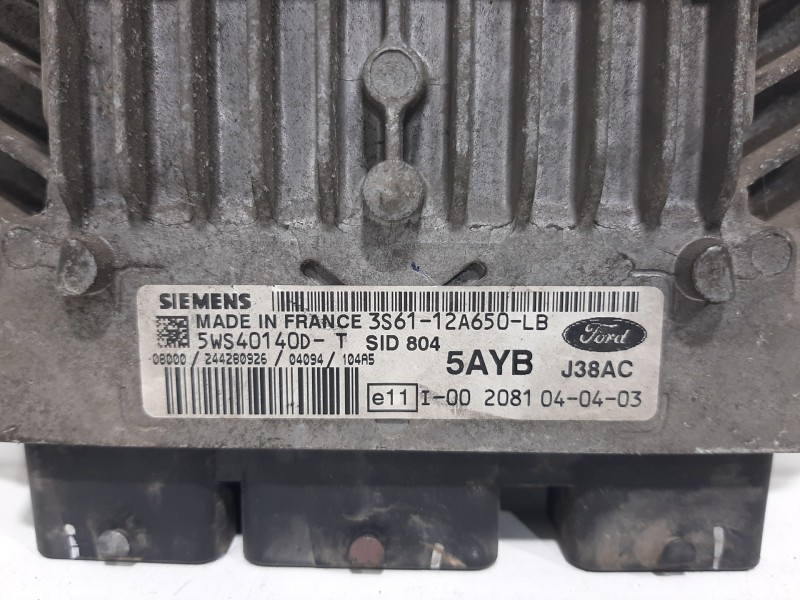 SIEMENS
MADE IN FRANCE 3S61-12A650-LB
5WS40140D-T SID 804
Ford
08000 / 244280926 / 04094 / 104A5
5AYB J38AC
e11 I-00 2081 04-04-03